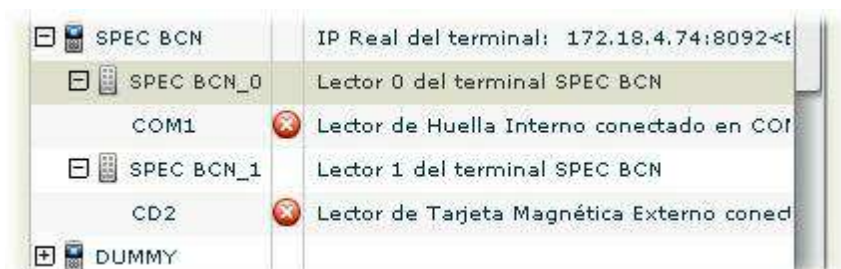 SPEC BCN IP Real del terminal: 172.18.4.74:8092<
SPEC BCN_0 Lector 0 del terminal SPEC BCN
COM1 Lector de Huella Interno conectado en
SPEC BCN_1 Lector 1 del terminal SPEC BCN
CD2 Lector de Tarjeta Magnética Externo
DUMMY